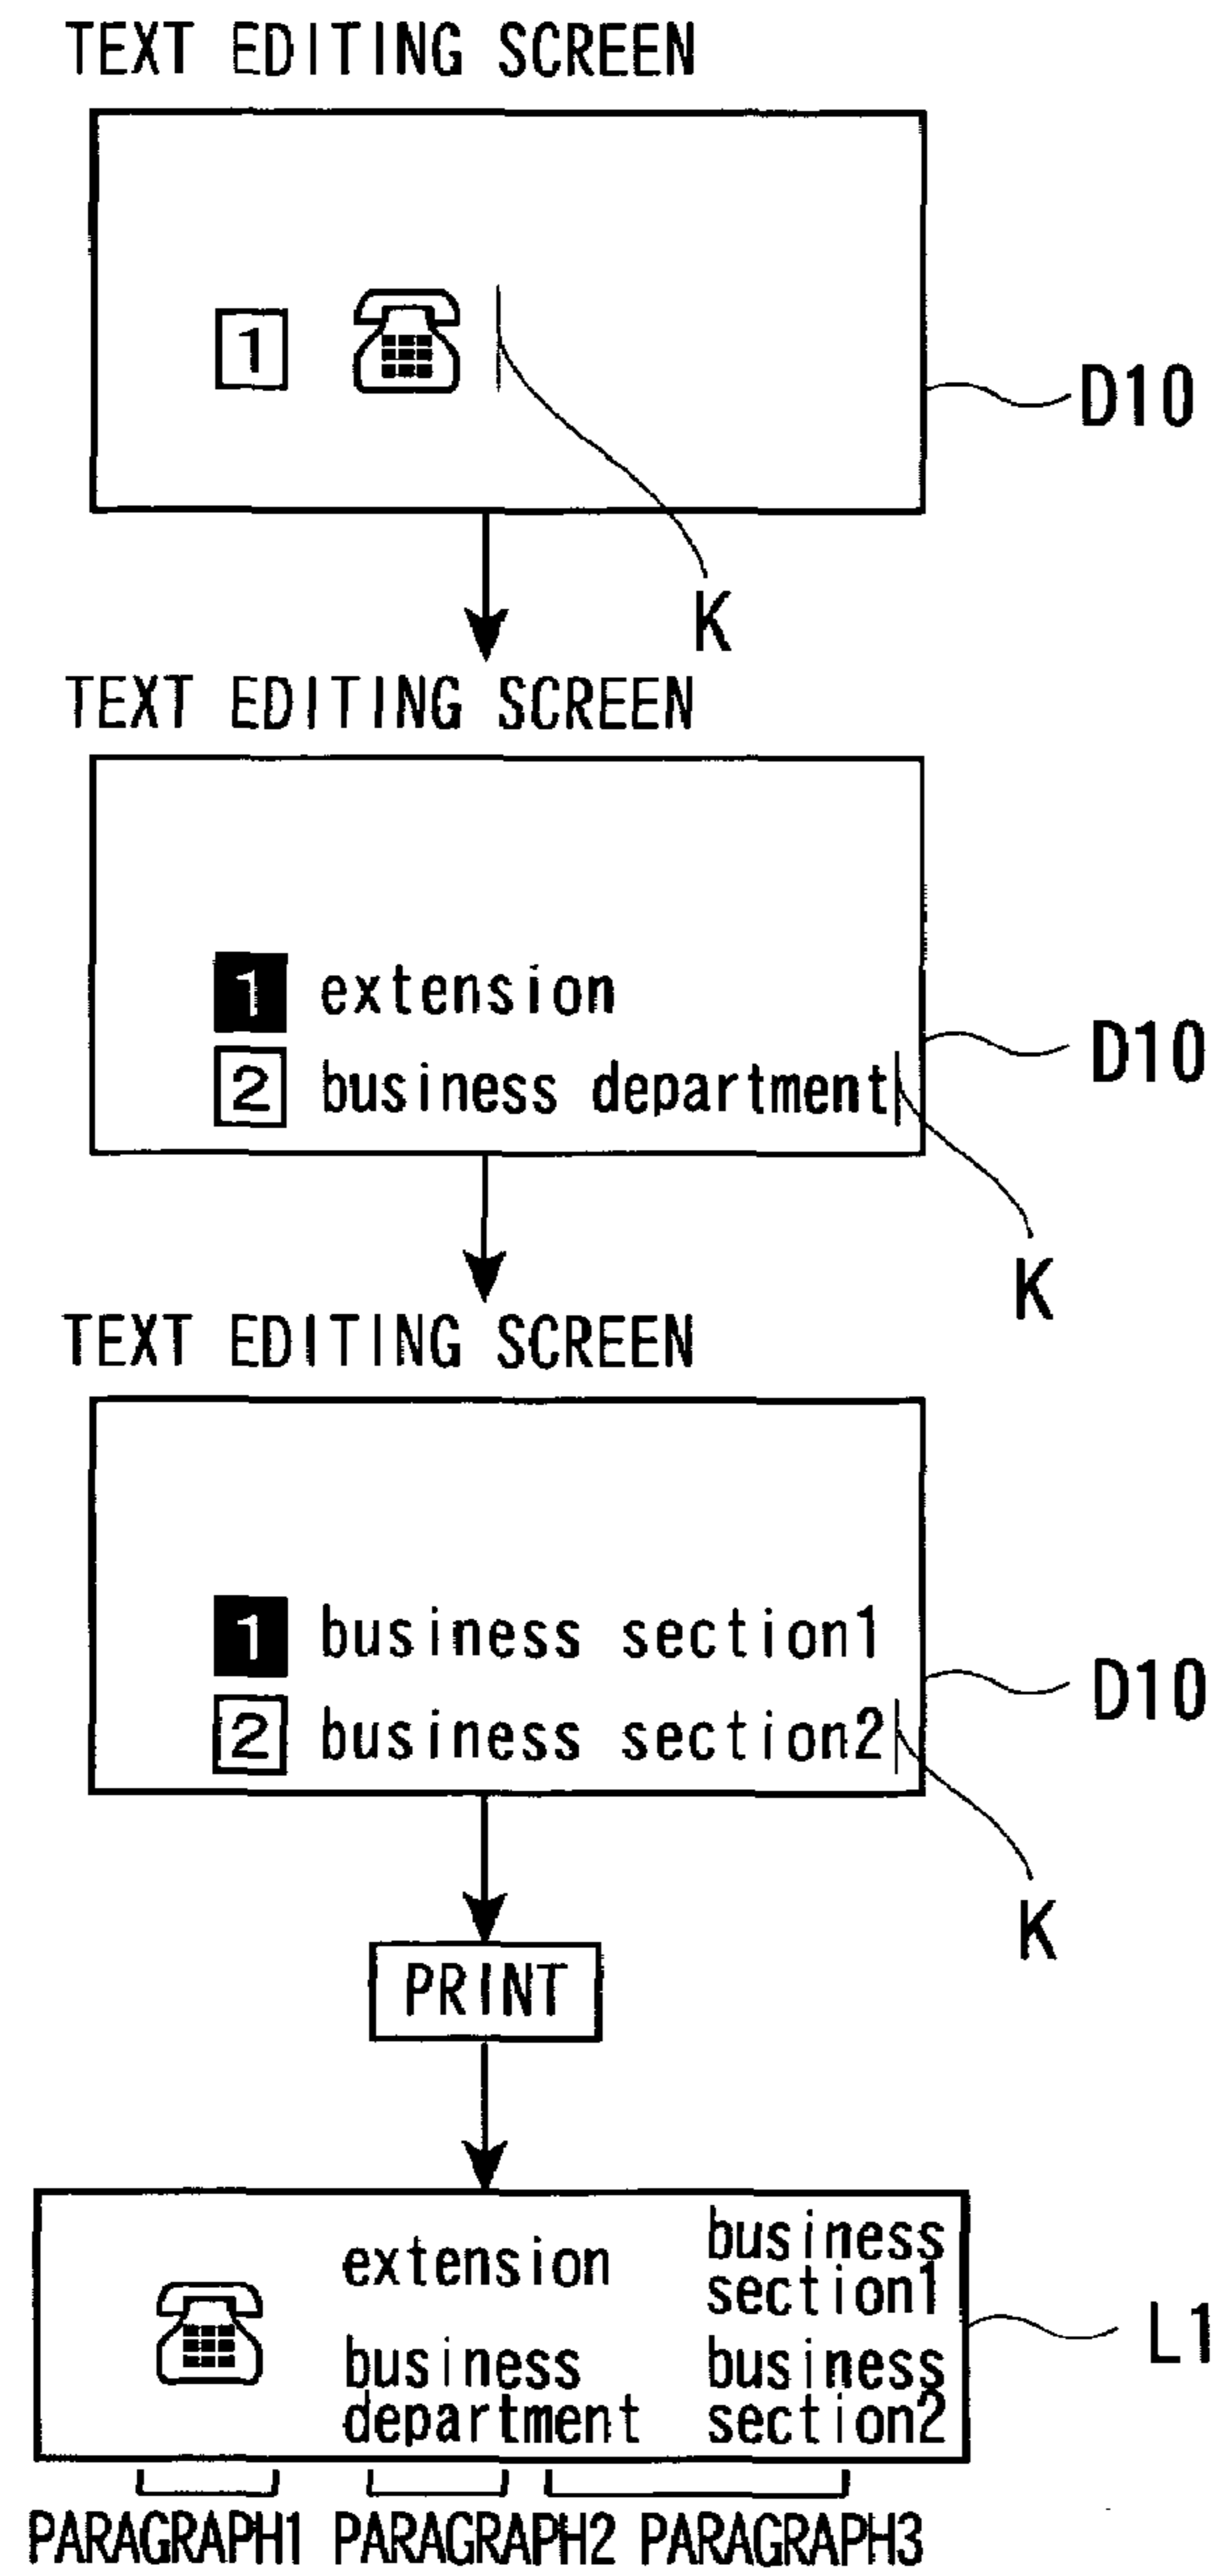 TEXT EDITING SCREEN
1
D10
K
TEXT EDITING SCREEN
1 extension
2 business department
D10
K
TEXT EDITING SCREEN
1 business section1
2 business section2
D10
K
PRINT
extension
business department
business section1
business section2
L1
PARAGRAPH1 PARAGRAPH2 PARAGRAPH3